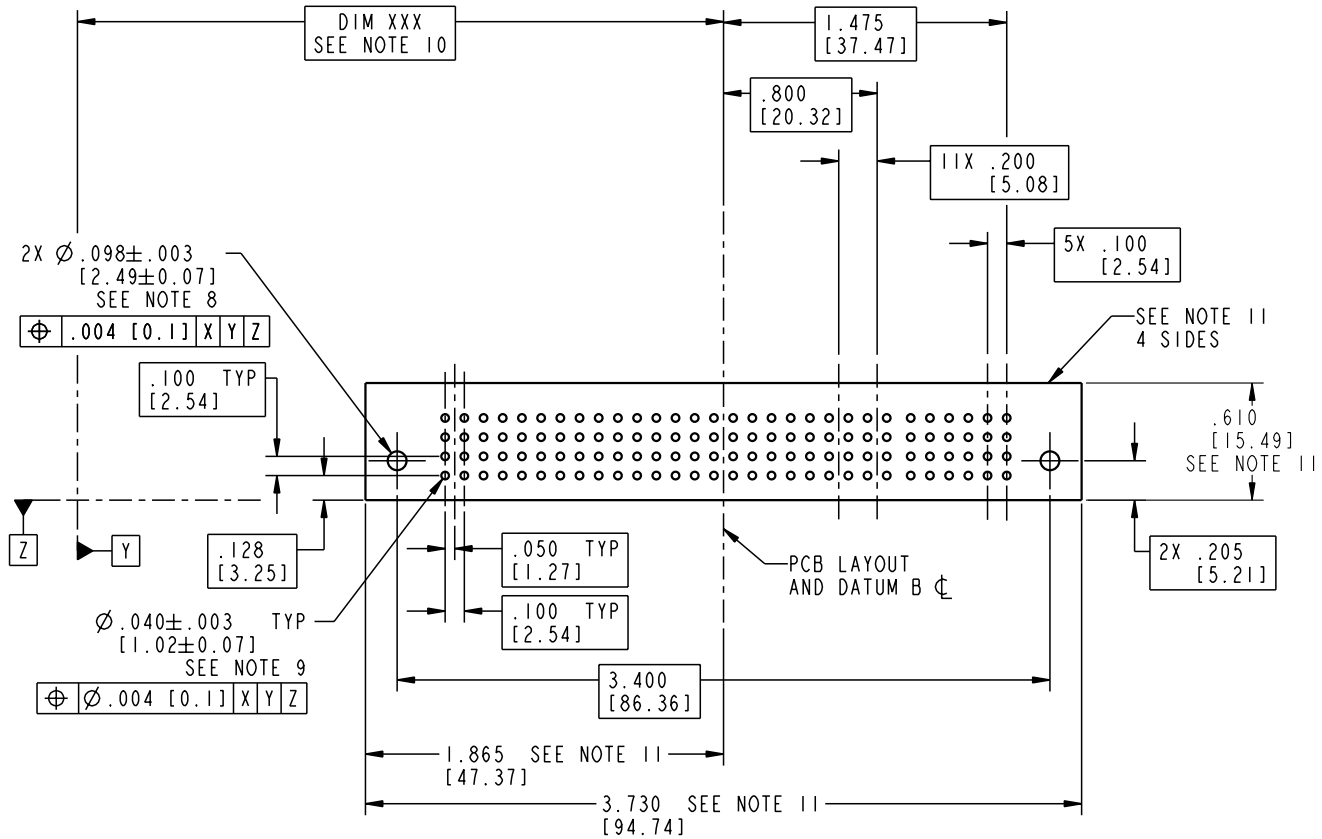 DIM XXX
SEE NOTE 10
1.475
[37.47]
.800
[20.32]
11X .200
[5.08]
5X .100
[2.54]
2X Ø .098±.003
[2.49±0.07]
SEE NOTE 8
⌖ .004 [0.1] X Y Z
SEE NOTE 11
4 SIDES
.100 TYP
[2.54]
.610
[15.49]
SEE NOTE 11
Z
Y
.128
[3.25]
.050 TYP
[1.27]
PCB LAYOUT
AND DATUM B ℄
2X .205
[5.21]
.100 TYP
[2.54]
Ø .040±.003 TYP
[1.02±0.07]
SEE NOTE 9
⌖ Ø .004 [0.1] X Y Z
3.400
[86.36]
1.865 SEE NOTE 11
[47.37]
3.730 SEE NOTE 11
[94.74]